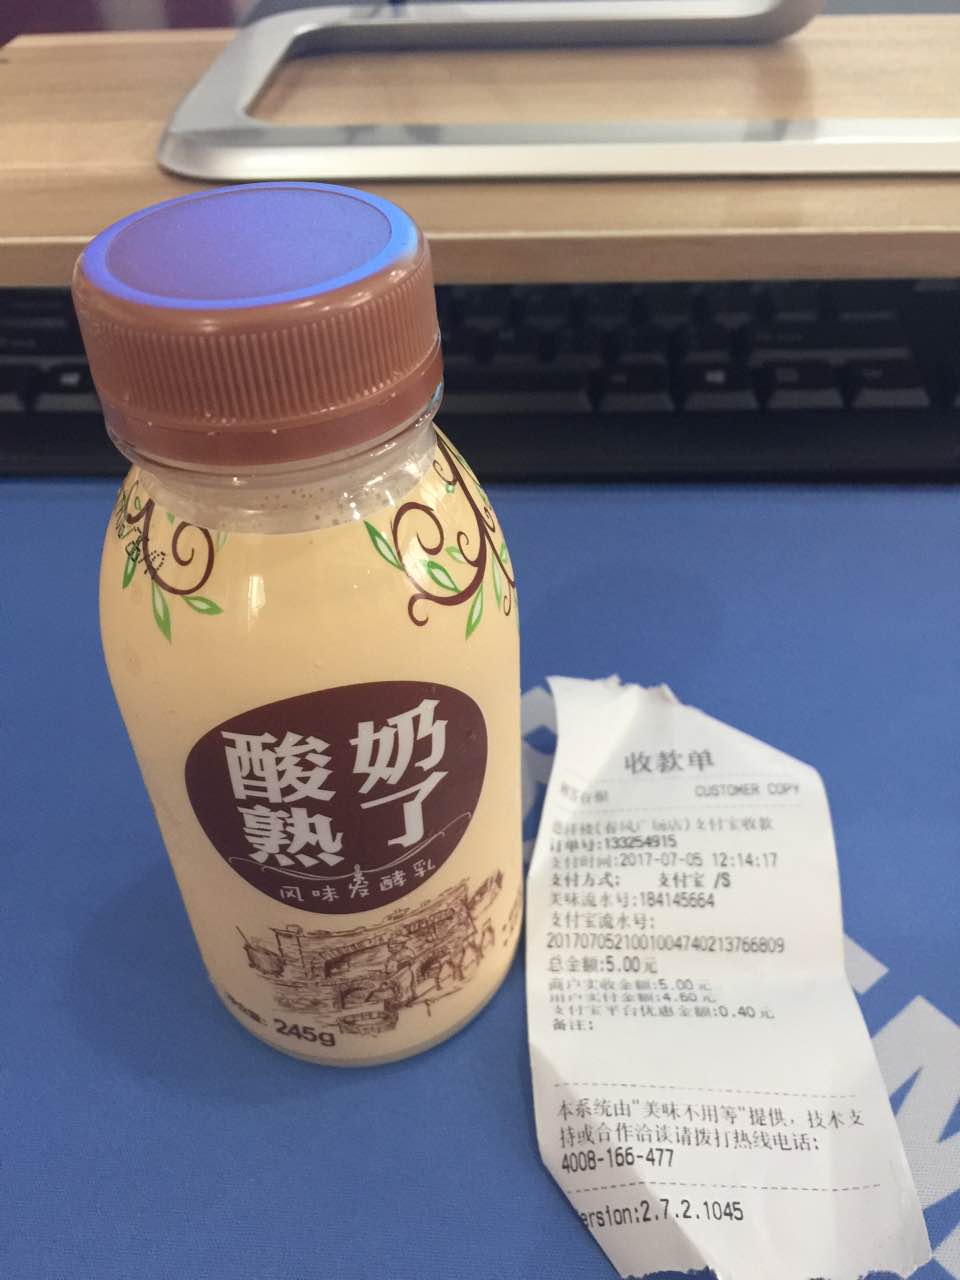 酸奶
熟了
风味发酵乳
245g
收款单
CUSTOMER COPY
订单号:133254915
支付时间:2017-07-05 12:14:17
支付方式: 支付宝 /S
美味流水号:184145664
支付宝流水号:
2017070521001004740213766809
总金额:5.00元
商户实收金额:5.00元
用户实付金额:4.60元
支付宝平台优惠金额:0.40元
备注:
本系统由"美味不用等"提供，技术支
持或合作洽谈请拨打热线电话:
4008-166-477
ersion:2.7.2.1045